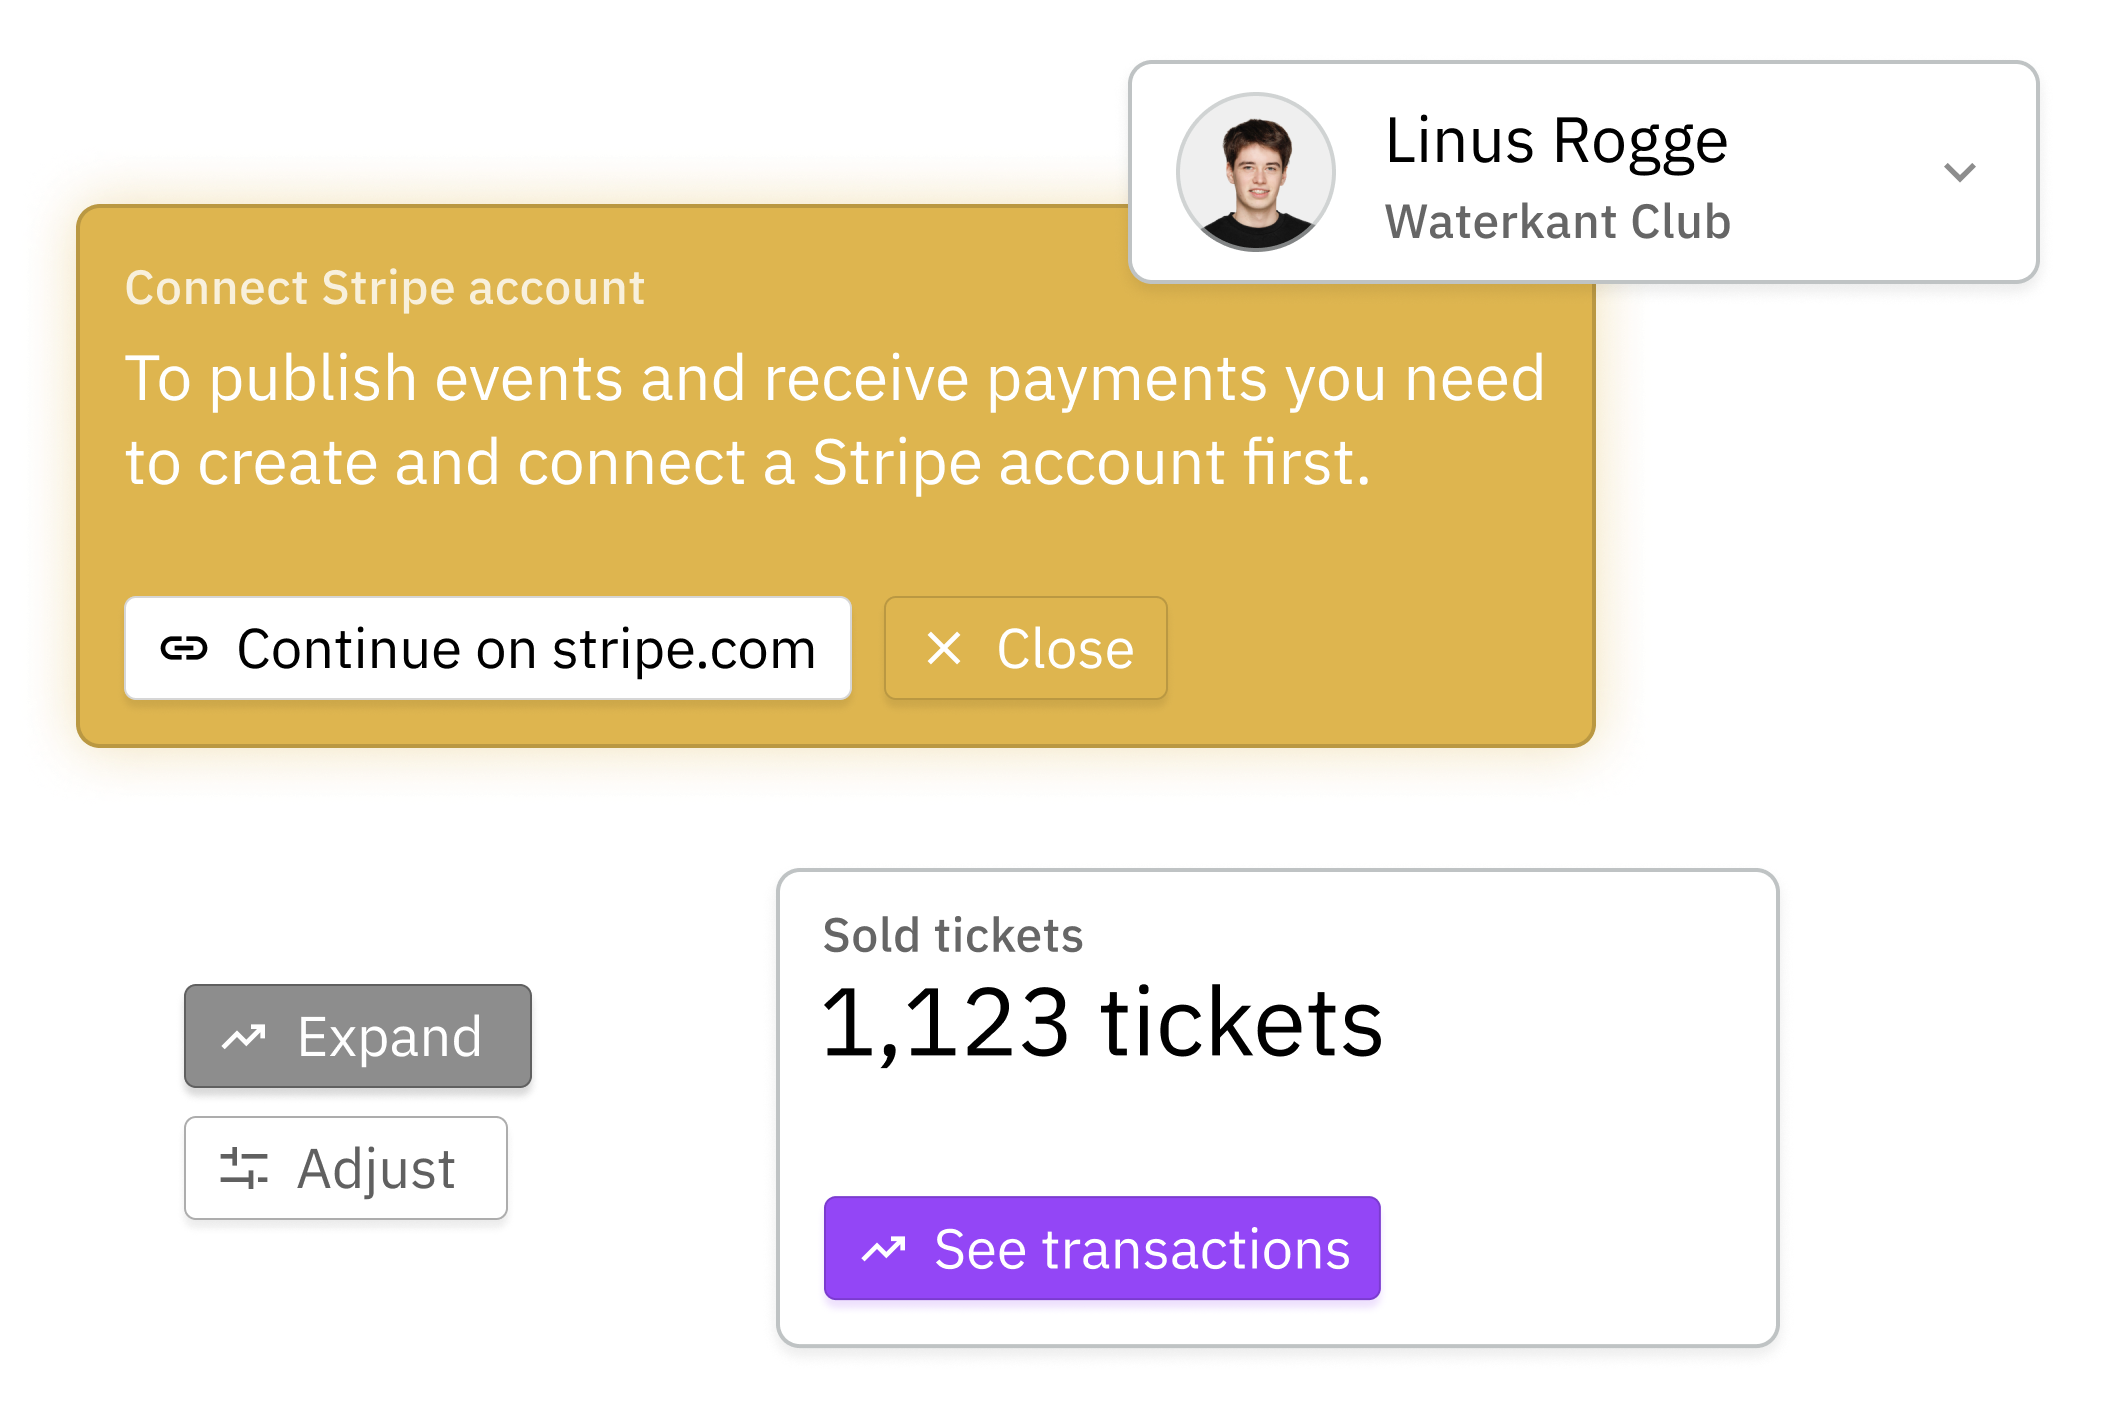 Linus Rogge
Waterkant Club
Connect Stripe account
To publish events and receive payments you need
to create and connect a Stripe account first.
Continue on stripe.com
Close
Sold tickets
1,123 tickets
Expand
Adjust
See transactions